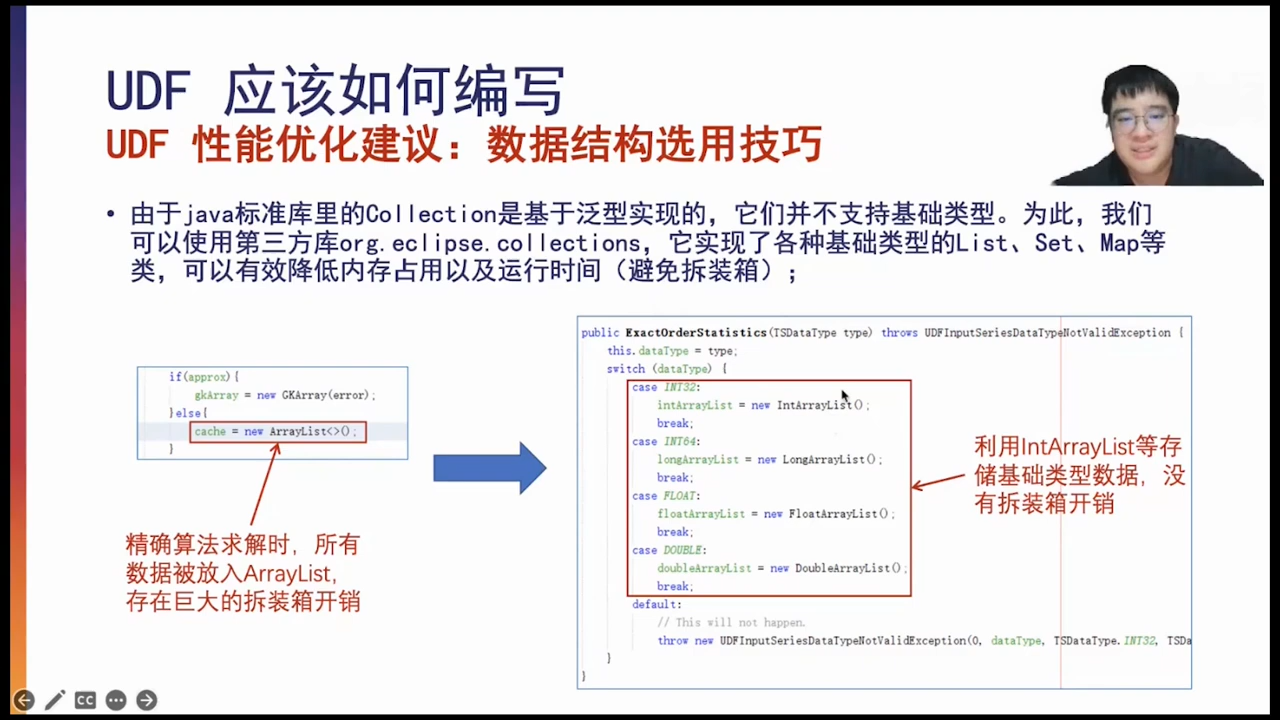 UDF 应该如何编写
UDF 性能优化建议：数据结构选用技巧
• 由于java标准库里的Collection是基于泛型实现的，它们并不支持基础类型。为此，我们
可以使用第三方库org.eclipse.collections，它实现了各种基础类型的List、Set、Map等
类，可以有效降低内存占用以及运行时间（避免拆装箱）；
if(approx){
gkArray = new GKArray(error);
}else{
cache = new ArrayList<>();
}
精确算法求解时，所有
数据被放入ArrayList,
存在巨大的拆装箱开销
public ExactOrderStatistics(TSDataType type) throws UDFInputSeriesDataTypeNotValidException {
this.dataType = type;
switch (dataType) {
case INT32:
intArrayList = new IntArrayList();
break;
case INT64:
longArrayList = new LongArrayList();
break;
case FLOAT:
floatArrayList = new FloatArrayList();
break;
case DOUBLE:
doubleArrayList = new DoubleArrayList();
break;
default:
// This will not happen.
throw new UDFInputSeriesDataTypeNotValidException(0, dataType, TSDataType.INT32, TSDa
}
}
利用IntArrayList等存
储基础类型数据，没
有拆装箱开销
CC